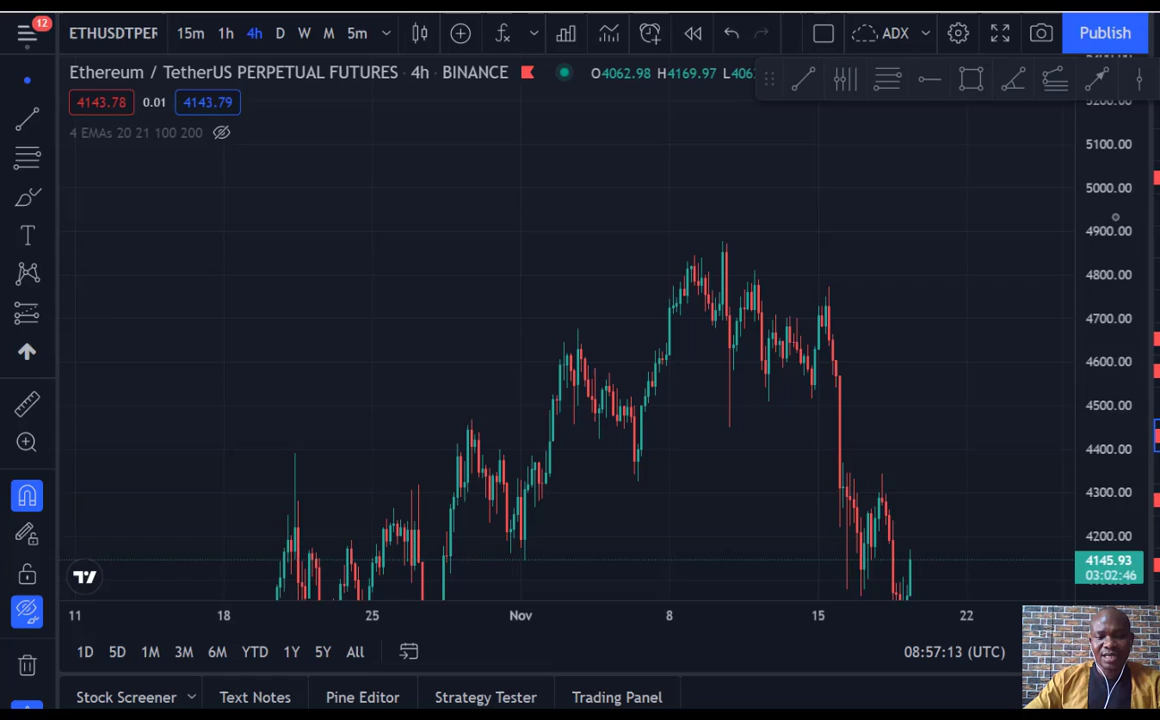 12
ETHUSDTPER 15m 1h 4h D W M 5m ADX Publish
Ethereum / TetherUS PERPETUAL FUTURES · 4h · BINANCE O4062.98 H4169.97 L406
4143.78 0.01 4143.79
4 EMAs 20 21 100 200
5200.00
5100.00
5000.00
4900.00
4800.00
4700.00
4600.00
4500.00
4400.00
4300.00
4200.00
4145.93
03:02:46
11 18 25 Nov 8 15 22
1D 5D 1M 3M 6M YTD 1Y 5Y All 08:57:13 (UTC)
Stock Screener Text Notes Pine Editor Strategy Tester Trading Panel